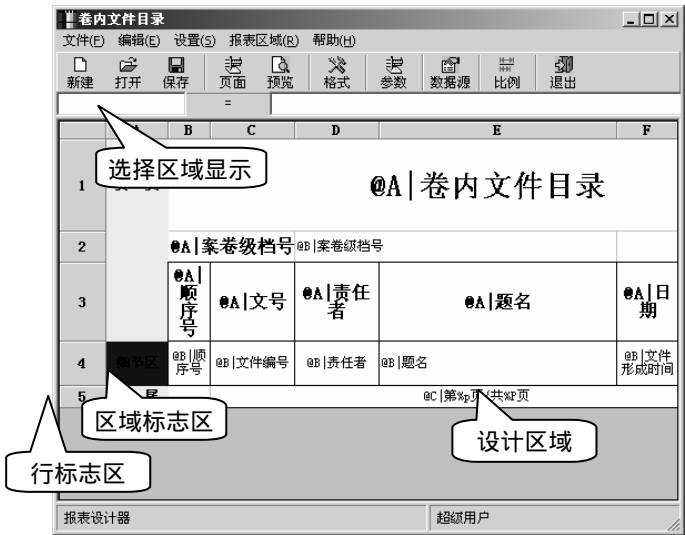 卷内文件目录
文件(F) 编辑(E) 设置(S) 报表区域(R) 帮助(H)
新建 打开 保存 页面 预览 格式 参数 数据源 比例 退出
=
B C D E F
选择区域显示
1 @A|卷内文件目录
2 @A|案卷级档号 @B|案卷级档号
3 @A|顺序号 @A|文号 @A|责任者 @A|题名 @A|日期
4 细节区 @B|顺序号 @B|文件编号 @B|责任者 @B|题名 @B|文件形成时间
5 尾 @C|第%p页/共%P页
区域标志区
设计区域
行标志区
报表设计器 超级用户